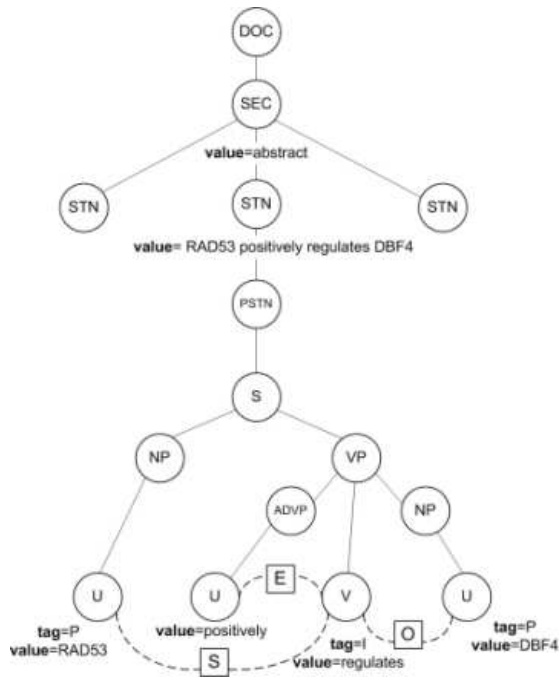 DOC
SEC
value=abstract
STN
STN
STN
value= RAD53 positively regulates DBF4
PSTN
S
NP
VP
ADVP
NP
E
U
U
V
U
O
S
tag=P
value=RAD53
value=positively
tag=I
value=regulates
tag=P
value=DBF4